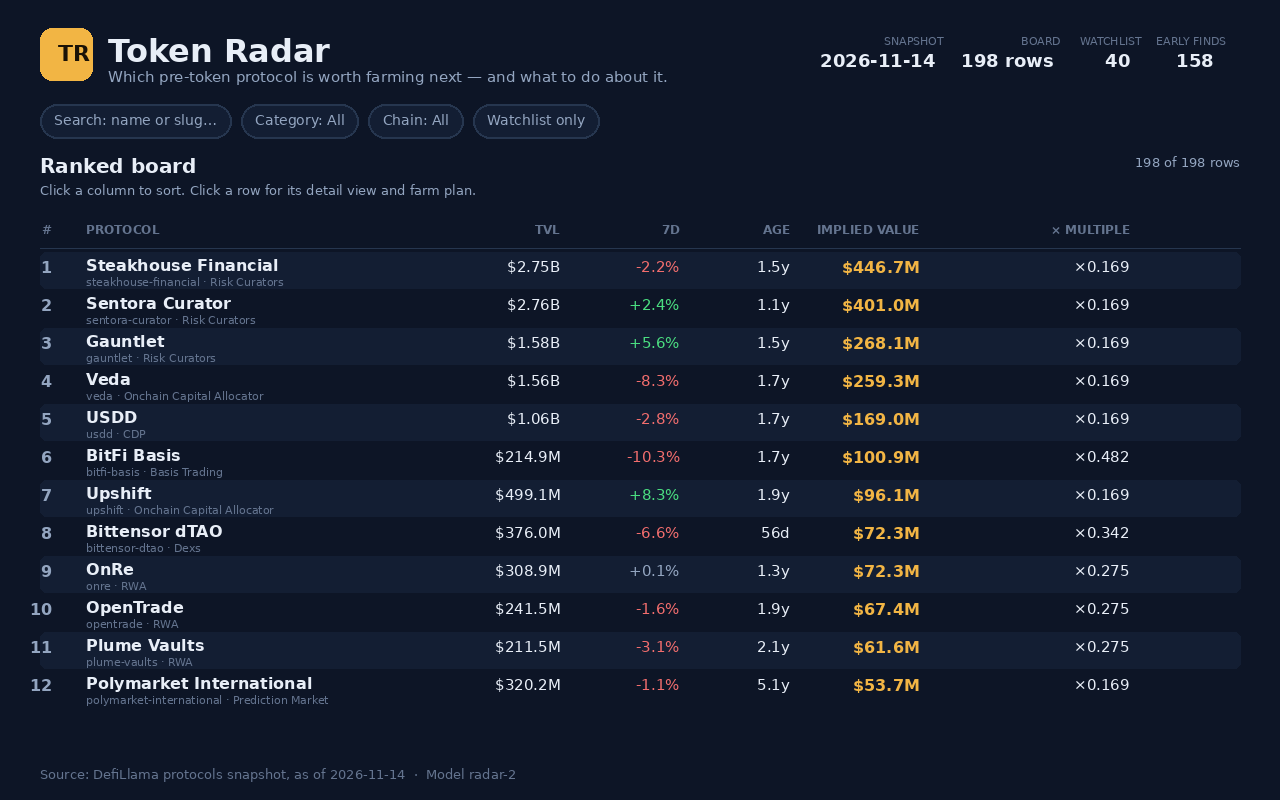 TR
Token Radar
Which pre-token protocol is worth farming next — and what to do about it.
SNAPSHOT BOARD WATCHLIST EARLY FINDS
2026-11-14 198 rows 40 158
Search: name or slug… Category: All Chain: All Watchlist only
Ranked board
198 of 198 rows
Click a column to sort. Click a row for its detail view and farm plan.
# PROTOCOL TVL 7D AGE IMPLIED VALUE × MULTIPLE
1 Steakhouse Financial $2.75B -2.2% 1.5y $446.7M ×0.169
steakhouse-financial · Risk Curators
2 Sentora Curator $2.76B +2.4% 1.1y $401.0M ×0.169
sentora-curator · Risk Curators
3 Gauntlet $1.58B +5.6% 1.5y $268.1M ×0.169
gauntlet · Risk Curators
4 Veda $1.56B -8.3% 1.7y $259.3M ×0.169
veda · Onchain Capital Allocator
5 USDD $1.06B -2.8% 1.7y $169.0M ×0.169
usdd · CDP
6 BitFi Basis $214.9M -10.3% 1.7y $100.9M ×0.482
bitfi-basis · Basis Trading
7 Upshift $499.1M +8.3% 1.9y $96.1M ×0.169
upshift · Onchain Capital Allocator
8 Bittensor dTAO $376.0M -6.6% 56d $72.3M ×0.342
bittensor-dtao · Dexs
9 OnRe $308.9M +0.1% 1.3y $72.3M ×0.275
onre · RWA
10 OpenTrade $241.5M -1.6% 1.9y $67.4M ×0.275
opentrade · RWA
11 Plume Vaults $211.5M -3.1% 2.1y $61.6M ×0.275
plume-vaults · RWA
12 Polymarket International $320.2M -1.1% 5.1y $53.7M ×0.169
polymarket-international · Prediction Market
Source: DefiLlama protocols snapshot, as of 2026-11-14 · Model radar-2